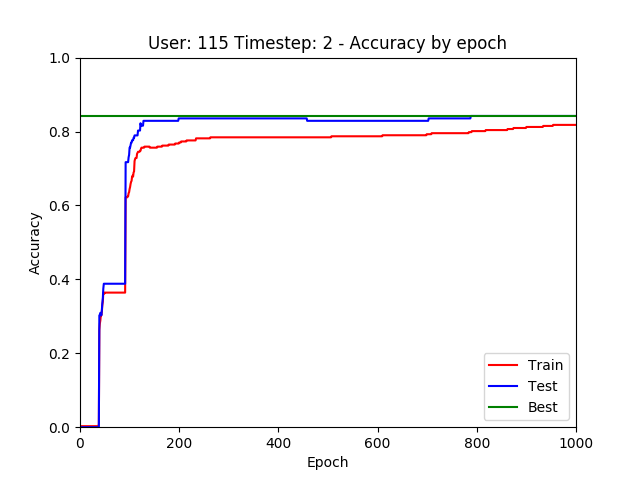 User: 115 Timestep: 2 - Accuracy by epoch
1.0
0.8
0.6
0.4
0.2
0.0
Accuracy
0 200 400 600 800 1000
Epoch
Train
Test
Best